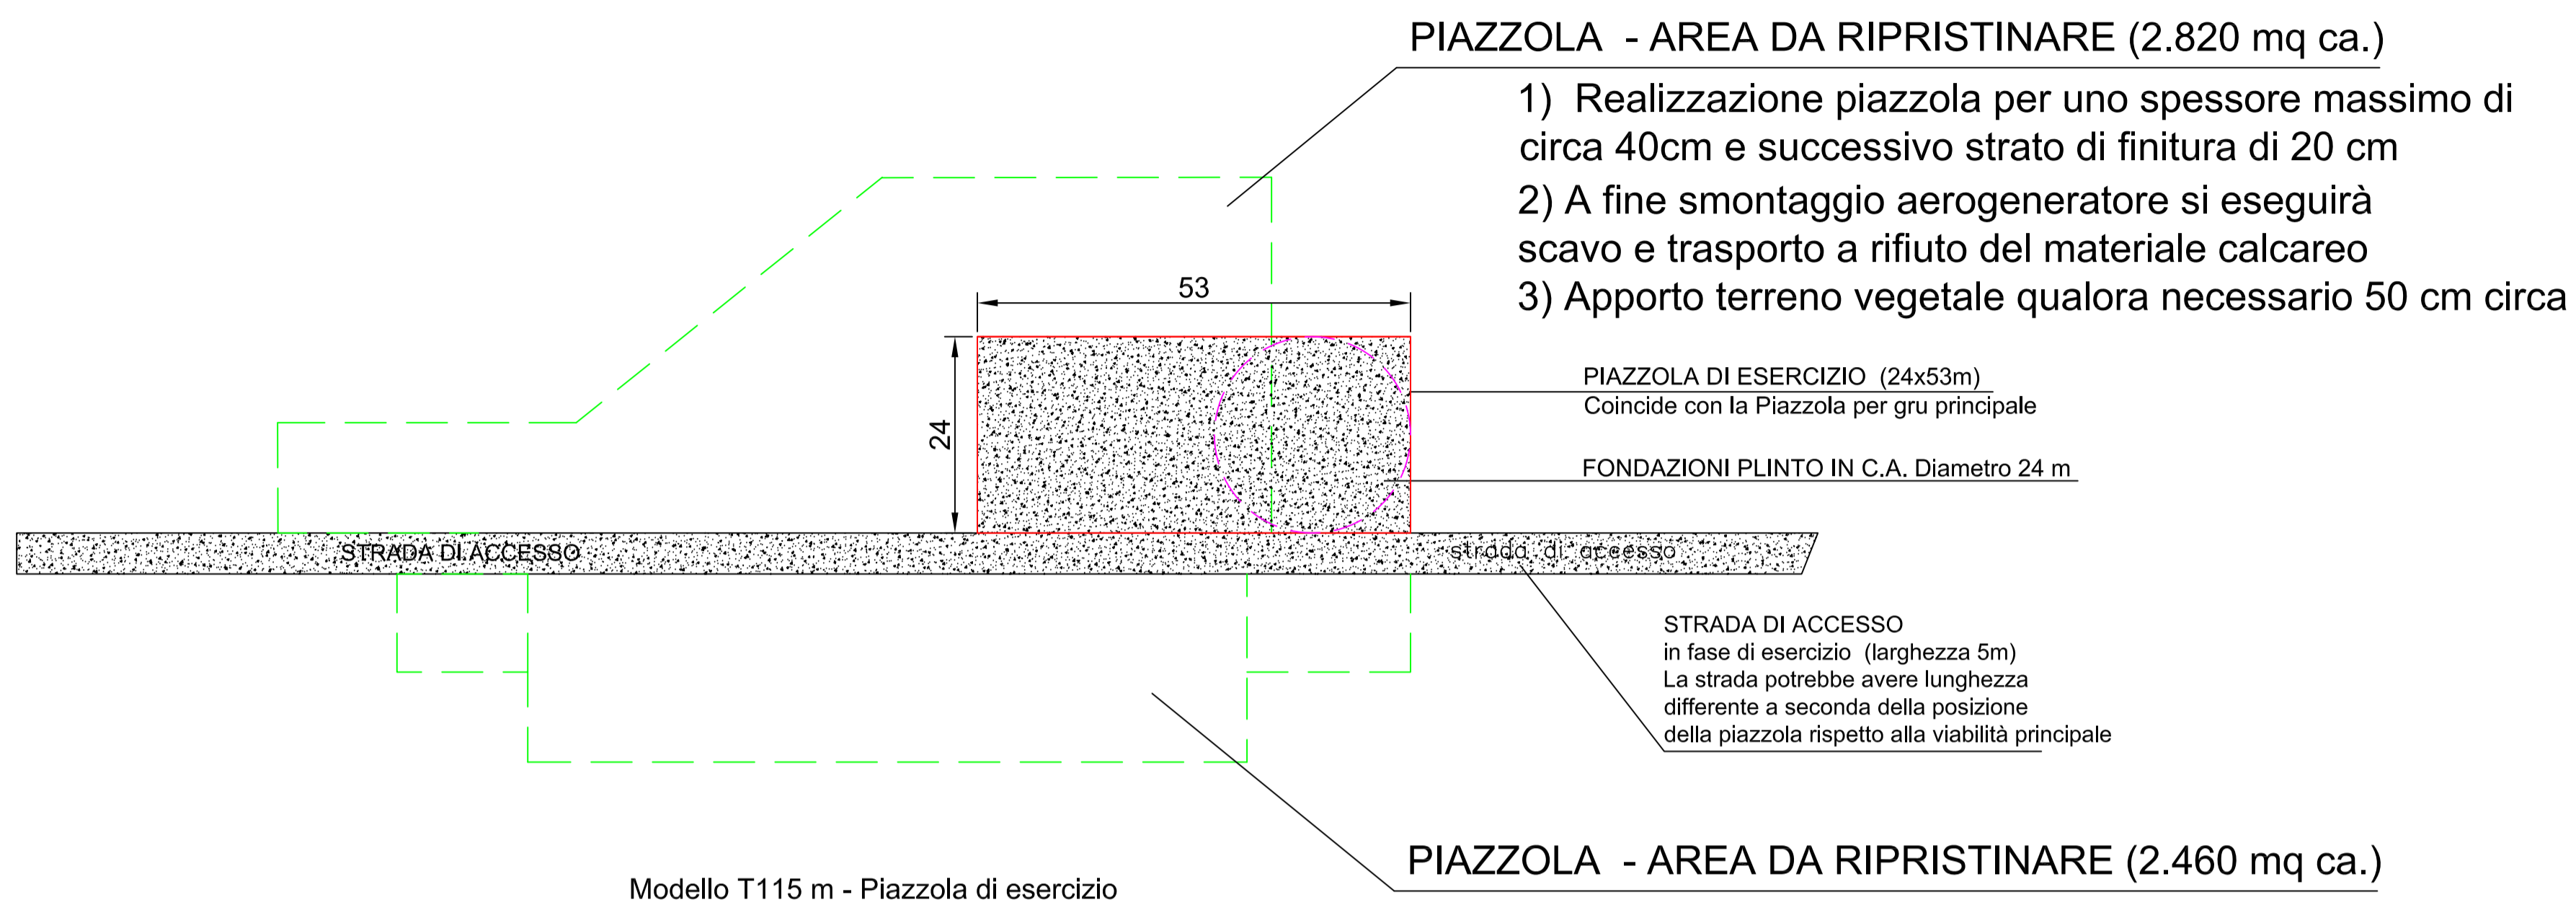 PIAZZOLA - AREA DA RIPRISTINARE (2.820 mq ca.)
1) Realizzazione piazzola per uno spessore massimo di
circa 40cm e successivo strato di finitura di 20 cm
2) A fine smontaggio aerogeneratore si eseguirà
scavo e trasporto a rifiuto del materiale calcareo
3) Apporto terreno vegetale qualora necessario 50 cm circa
53
24
PIAZZOLA DI ESERCIZIO (24x53m)
Coincide con la Piazzola per gru principale
FONDAZIONI PLINTO IN C.A. Diametro 24 m
STRADA DI ACCESSO
strada di accesso
STRADA DI ACCESSO
in fase di esercizio (larghezza 5m)
La strada potrebbe avere lunghezza
differente a seconda della posizione
della piazzola rispetto alla viabilità principale
PIAZZOLA - AREA DA RIPRISTINARE (2.460 mq ca.)
Modello T115 m - Piazzola di esercizio